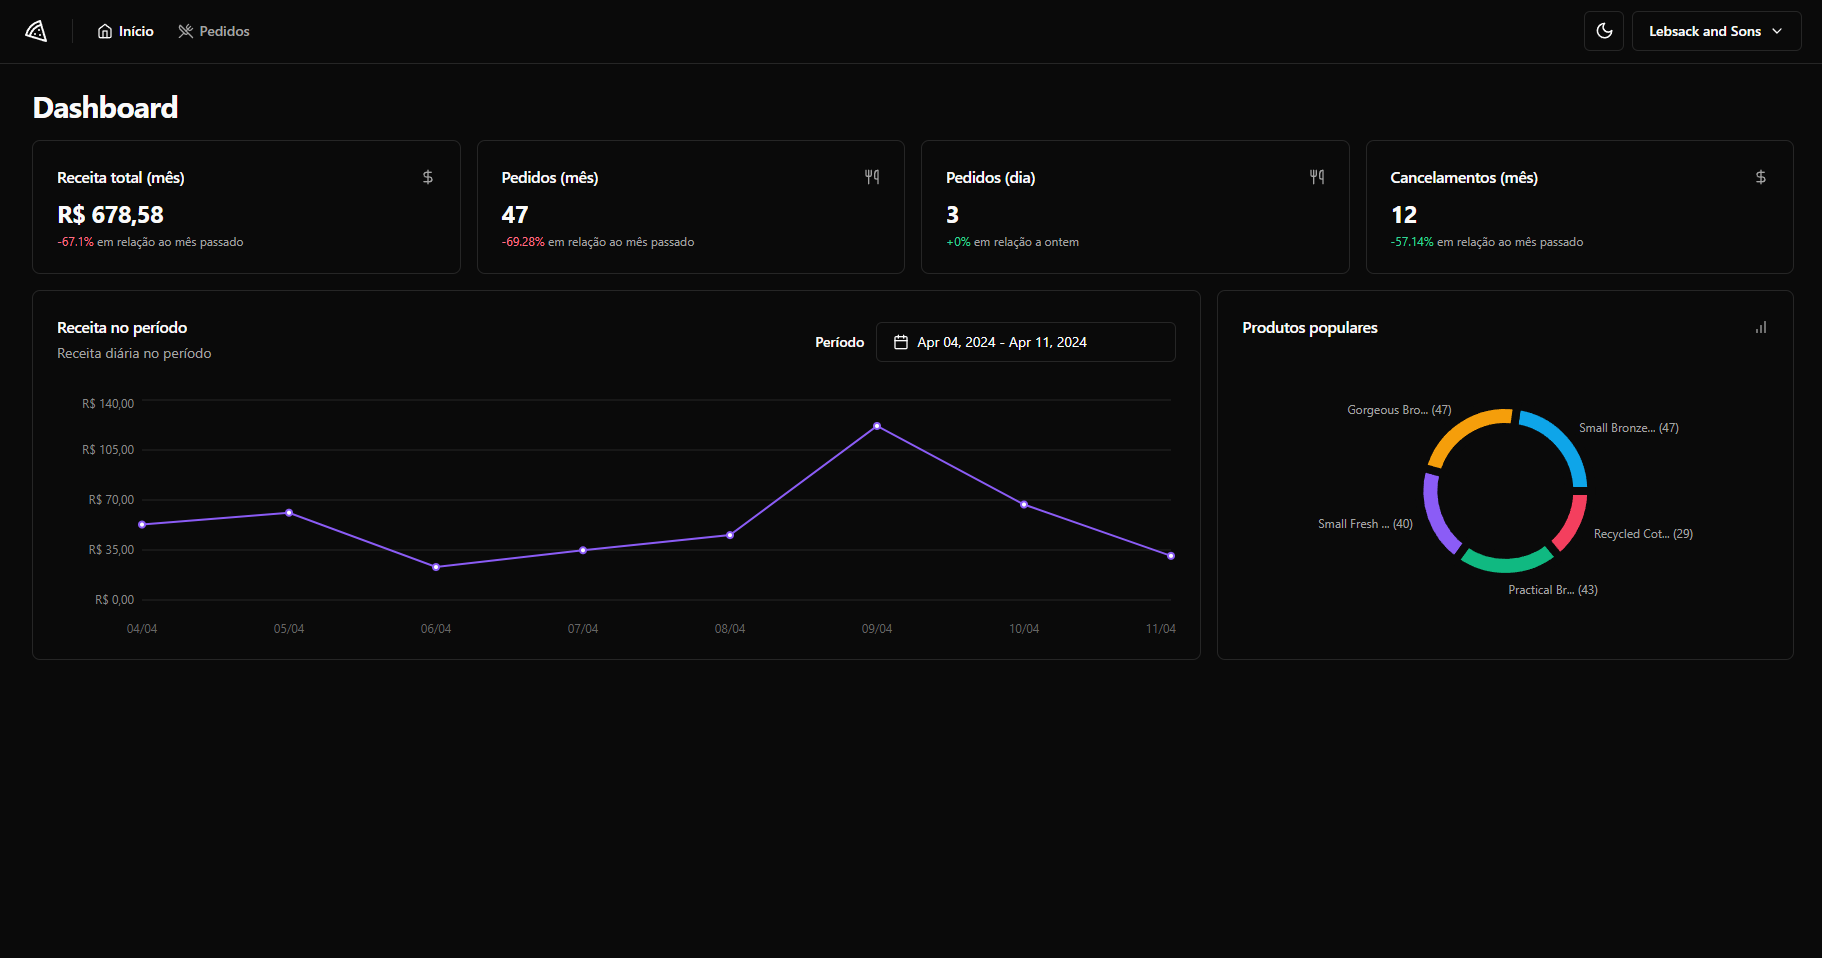 Início Pedidos Lebsack and Sons
Dashboard
Receita total (mês)
R$ 678,58
-67.1% em relação ao mês passado
Pedidos (mês)
47
-69.28% em relação ao mês passado
Pedidos (dia)
3
+0% em relação a ontem
Cancelamentos (mês)
12
-57.14% em relação ao mês passado
Receita no período
Receita diária no período
Período Apr 04, 2024 - Apr 11, 2024
R$ 140,00
R$ 105,00
R$ 70,00
R$ 35,00
R$ 0,00
04/04 05/04 06/04 07/04 08/04 09/04 10/04 11/04
Produtos populares
Gorgeous Bro... (47)
Small Bronze... (47)
Small Fresh ... (40)
Recycled Cot... (29)
Practical Br... (43)